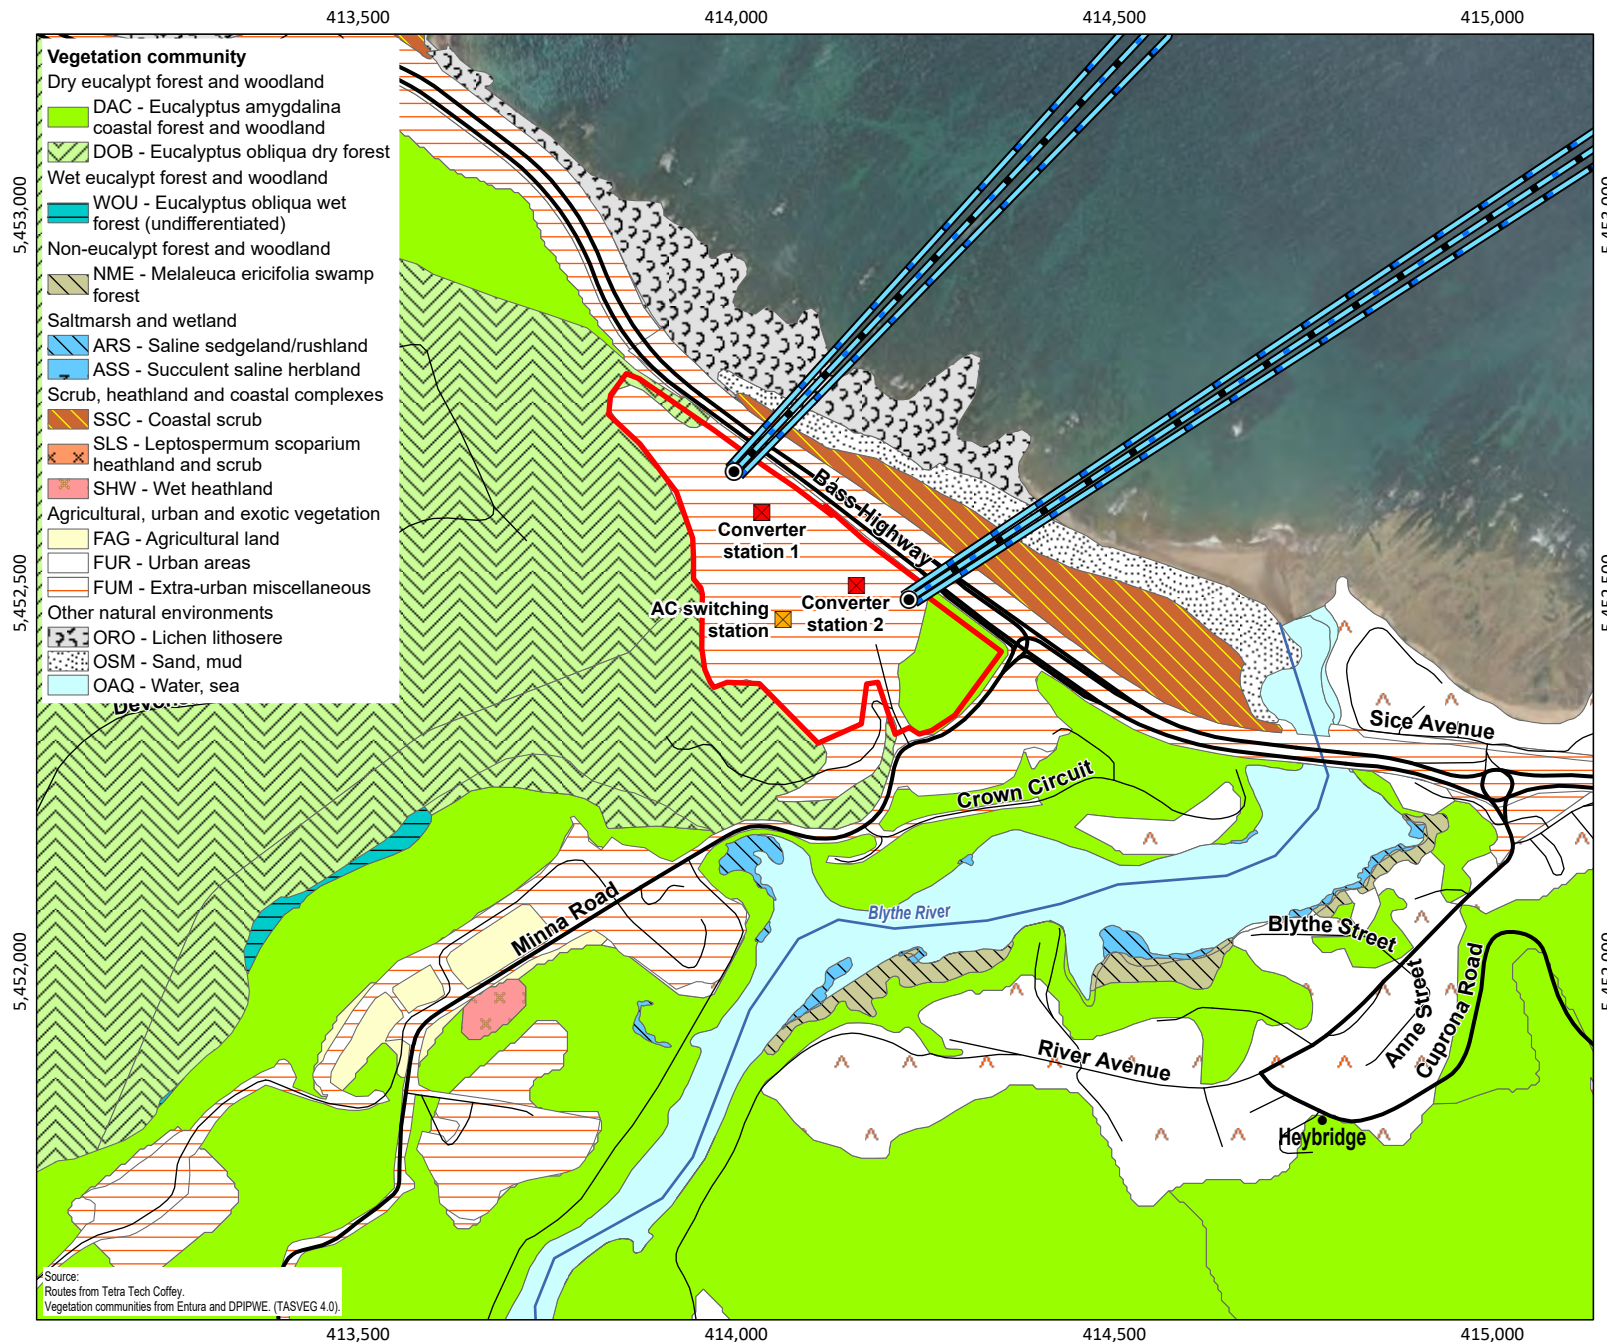 413,500
414,000
414,500
415,000
5,453,000
5,452,500
5,452,000
Vegetation community
Dry eucalypt forest and woodland
DAC - Eucalyptus amygdalina
coastal forest and woodland
DOB - Eucalyptus obliqua dry forest
Wet eucalypt forest and woodland
WOU - Eucalyptus obliqua wet
forest (undifferentiated)
Non-eucalypt forest and woodland
NME - Melaleuca ericifolia swamp
forest
Saltmarsh and wetland
ARS - Saline sedgeland/rushland
ASS - Succulent saline herbland
Scrub, heathland and coastal complexes
SSC - Coastal scrub
SLS - Leptospermum scoparium
heathland and scrub
SHW - Wet heathland
Agricultural, urban and exotic vegetation
FAG - Agricultural land
FUR - Urban areas
FUM - Extra-urban miscellaneous
Other natural environments
ORO - Lichen lithosere
OSM - Sand, mud
OAQ - Water, sea
Bass Highway
Converter
station 1
Converter
station 2
AC switching
station
Sice Avenue
Crown Circuit
Minna Road
Blythe River
Blythe Street
Anne Street
Cuprona Road
River Avenue
Heybridge
Source:
Routes from Tetra Tech Coffey.
Vegetation communities from Entura and DPIPWE. (TASVEG 4.0).
413,500
414,000
414,500
415,000